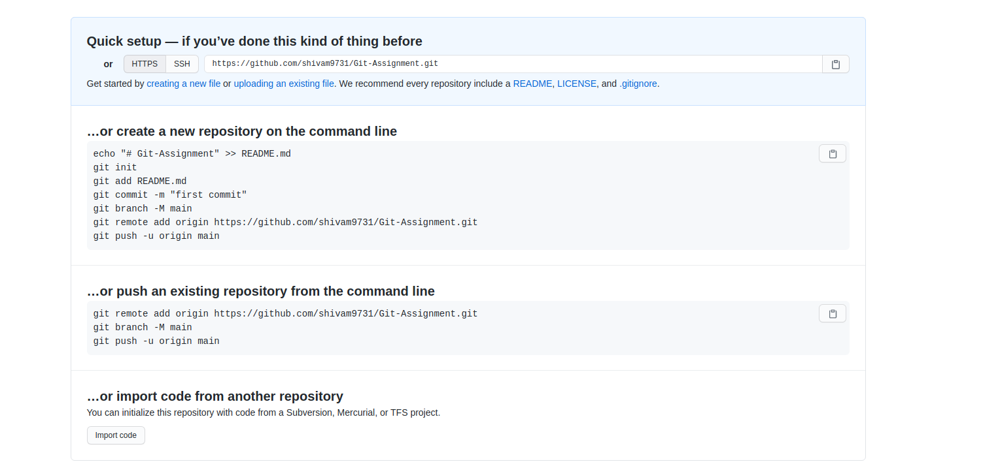 Quick setup — if you’ve done this kind of thing before
or HTTPS SSH https://github.com/shivam9731/Git-Assignment.git
Get started by creating a new file or uploading an existing file. We recommend every repository include a README, LICENSE, and .gitignore.
…or create a new repository on the command line
echo "# Git-Assignment" >> README.md
git init
git add README.md
git commit -m "first commit"
git branch -M main
git remote add origin https://github.com/shivam9731/Git-Assignment.git
git push -u origin main
…or push an existing repository from the command line
git remote add origin https://github.com/shivam9731/Git-Assignment.git
git branch -M main
git push -u origin main
…or import code from another repository
You can initialize this repository with code from a Subversion, Mercurial, or TFS project.
Import code